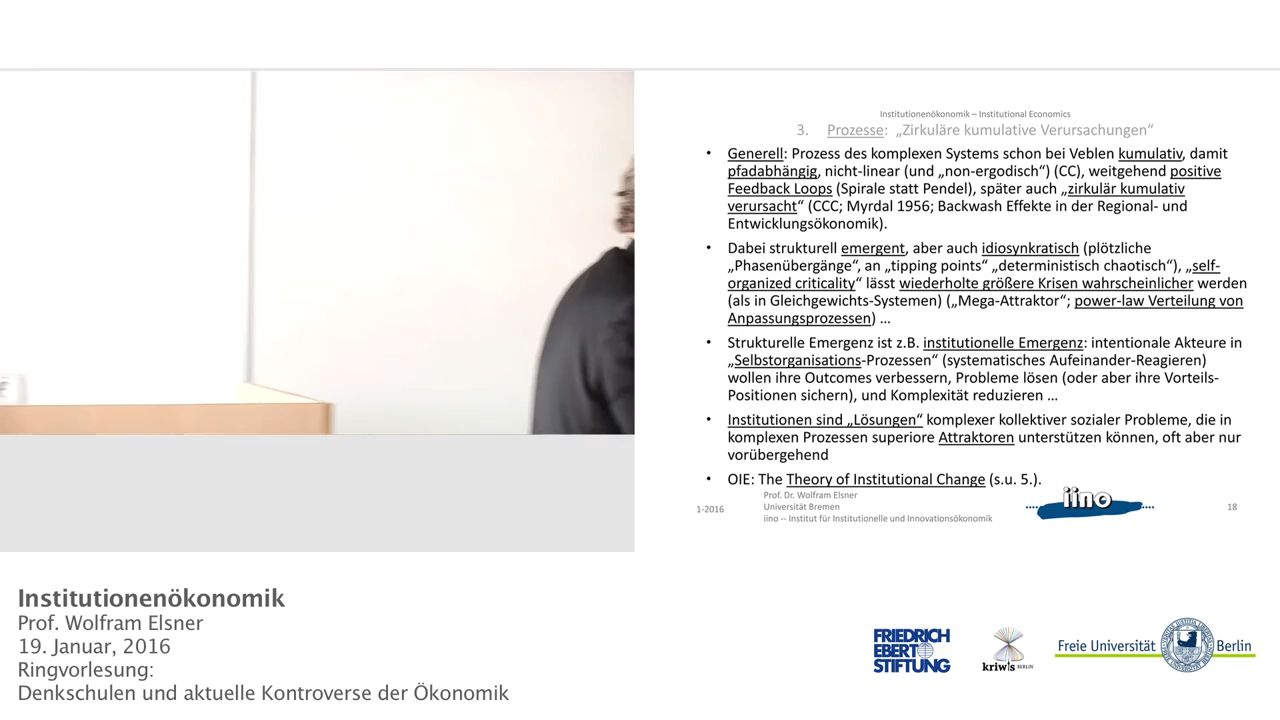 Institutionenökonomik – Institutional Economics
3. Prozesse: „Zirkuläre kumulative Verursachungen“
• Generell: Prozess des komplexen Systems schon bei Veblen kumulativ, damit
pfadabhängig, nicht-linear (und „non-ergodisch“) (CC), weitgehend positive
Feedback Loops (Spirale statt Pendel), später auch „zirkulär kumulativ
verursacht“ (CCC; Myrdal 1956; Backwash Effekte in der Regional- und
Entwicklungsökonomik).
• Dabei strukturell emergent, aber auch idiosynkratisch (plötzliche
„Phasenübergänge“, an „tipping points“ „deterministisch chaotisch“), „self-
organized criticality“ lässt wiederholte größere Krisen wahrscheinlicher werden
(als in Gleichgewichts-Systemen) („Mega-Attraktor“; power-law Verteilung von
Anpassungsprozessen) ...
• Strukturelle Emergenz ist z.B. institutionelle Emergenz: intentionale Akteure in
„Selbstorganisations-Prozessen“ (systematisches Aufeinander-Reagieren)
wollen ihre Outcomes verbessern, Probleme lösen (oder aber ihre Vorteils-
Positionen sichern), und Komplexität reduzieren ...
• Institutionen sind „Lösungen“ komplexer kollektiver sozialer Probleme, die in
komplexen Prozessen superiore Attraktoren unterstützen können, oft aber nur
vorübergehend
• OIE: The Theory of Institutional Change (s.u. 5.).
1-2016
Prof. Dr. Wolfram Elsner
Universität Bremen
iino -- Institut für Institutionelle und Innovationsökonomik
iino
18
Institutionenökonomik
Prof. Wolfram Elsner
19. Januar, 2016
Ringvorlesung:
Denkschulen und aktuelle Kontroverse der Ökonomik
FRIEDRICH
EBERT
STIFTUNG
kriwis BERLIN
Freie Universität Berlin